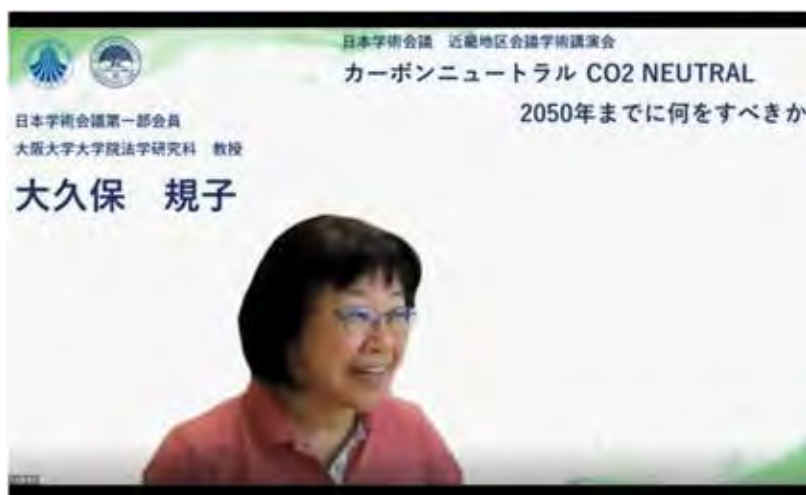 日本学術会議　近畿地区会議学術講演会
カーボンニュートラル CO2 NEUTRAL
2050年までに何をすべきか
日本学術会議第一部会員
大阪大学大学院法学研究科　教授
大久保　規子